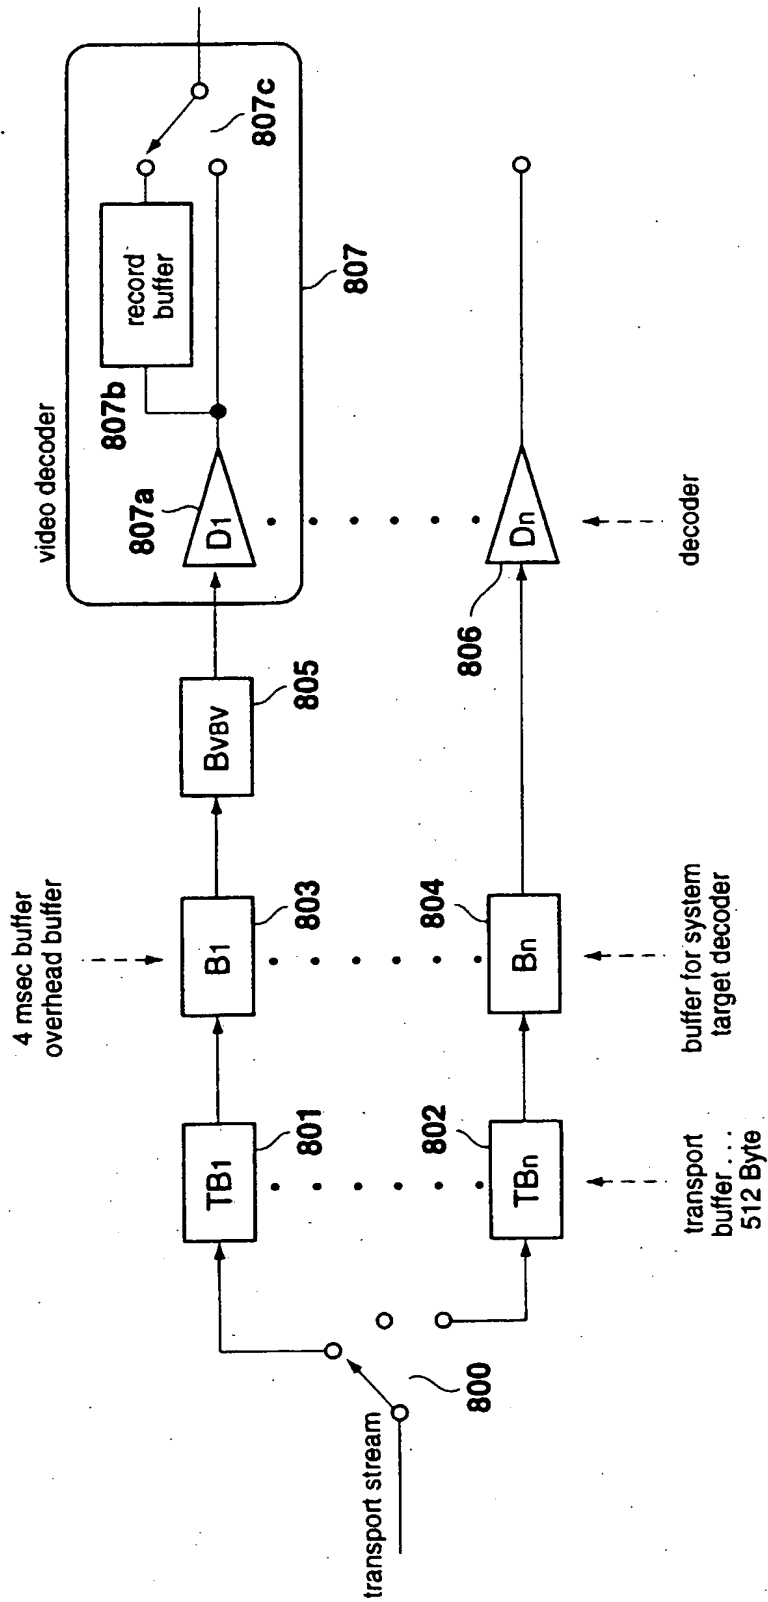 transport stream
800
TB1
801
TBn
802
transport
buffer . . .
512 Byte
4 msec buffer
overhead buffer
B1
803
Bn
804
buffer for system
target decoder
BVBV
805
video decoder
807a
D1
807b
record
buffer
807c
807
806
Dn
decoder